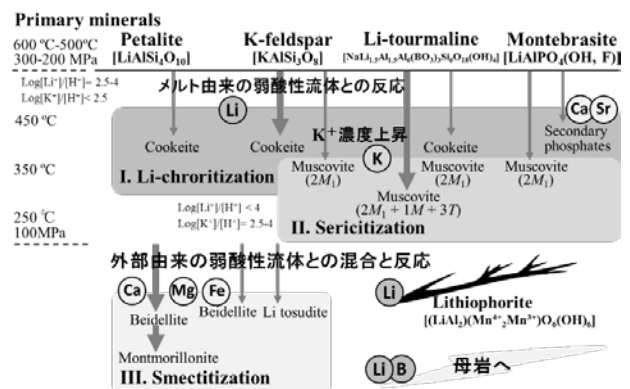 Primary minerals
600 ºC-500ºC
300-200 MPa
Petalite
[LiAlSi₄O₁₀]
K-feldspar
[KAlSi₃O₈]
Li-tourmaline
[NaLi₁.₅Al₁.₅Al₆(BO₃)₃Si₆O₁₈(OH)₄]
Montebrasite
[LiAlPO₄(OH, F)]
Log[Li⁺]/[H⁺]= 2.5-4
Log[K⁺]/[H⁺]< 2.5
メルト由来の弱酸性流体との反応
450 ℃
Li
Ca Sr
K⁺濃度上昇
Cookeite
Cookeite
Cookeite
Secondary
phosphates
K
350 ℃
I. Li-chroritization
Muscovite
(2M₁)
Muscovite
(2M₁)
Muscovite
(2M₁)
Muscovite
(2M₁ + 1M + 3T)
250 ℃
100MPa
Log[Li⁺]/[H⁺] < 4
Log[K⁺]/[H⁺]= 2.5-4
II. Sericitization
外部由来の弱酸性流体との混合と反応
Ca Mg Fe
Beidellite
Beidellite
Li tosudite
Montmorillonite
III. Smectitization
Li
Lithiophorite
[(LiAl₂)(Mn⁴⁺₂Mn³⁺)O₆(OH)₆]
Li B
母岩へ